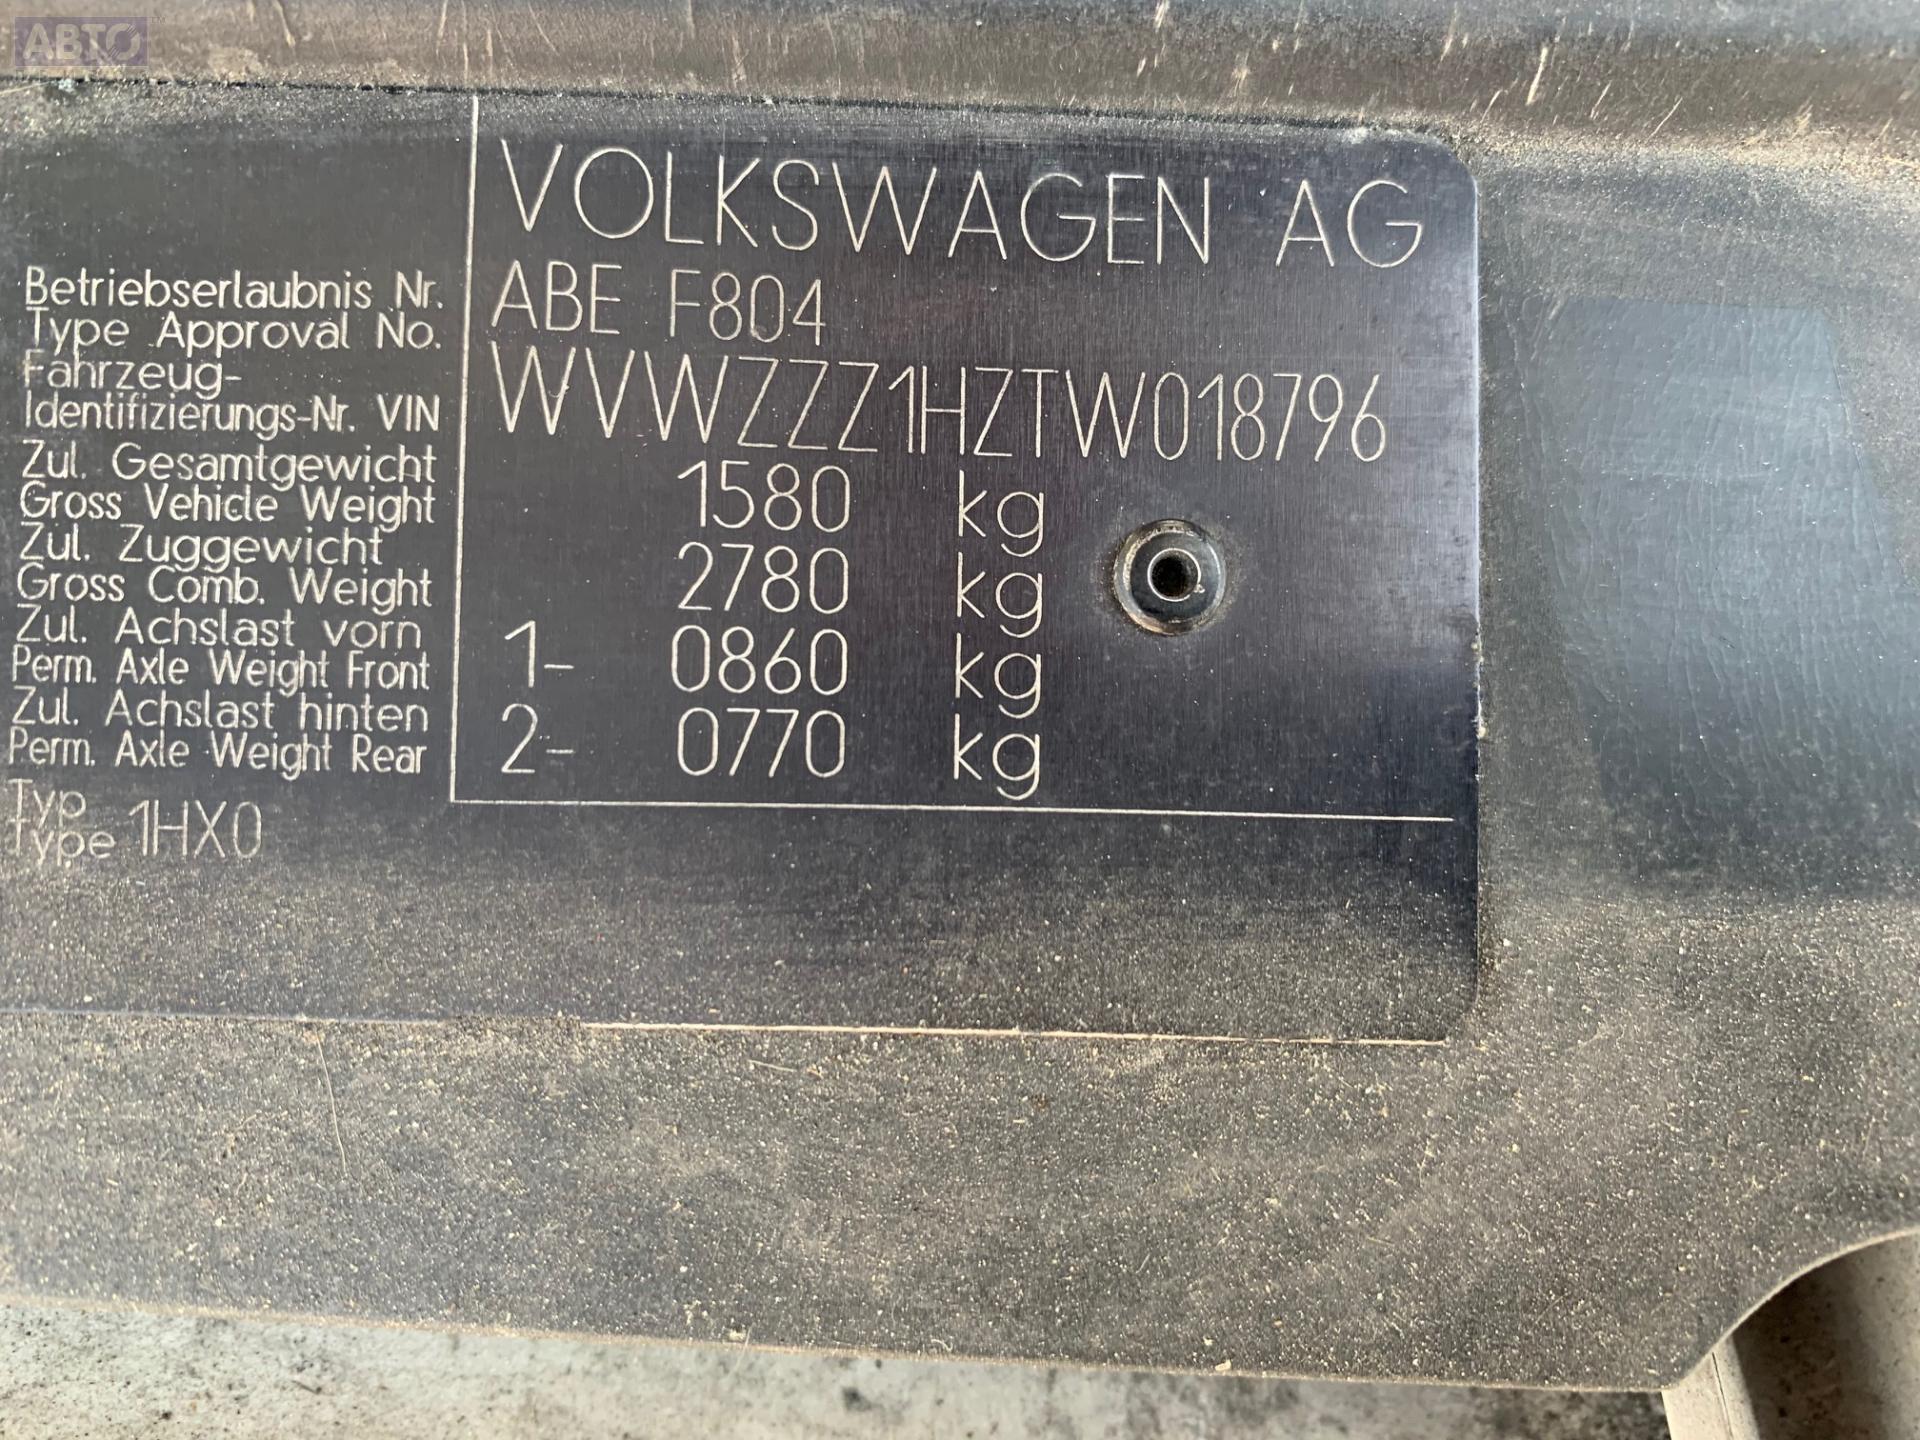 ABTO
VOLKSWAGEN AG
Betriebserlaubnis Nr.
Type Approval No.
ABE F804
Fahrzeug-
Identifizierungs-Nr. VIN
WVWZZZ1HZTW018796
Zul. Gesamtgewicht
Gross Vehicle Weight
1580 kg
Zul. Zuggewicht
Gross Comb. Weight
2780 kg
Zul. Achslast vorn
Perm. Axle Weight Front
1- 0860 kg
Zul. Achslast hinten
Perm. Axle Weight Rear
2- 0770 kg
Typ
Type 1HX0